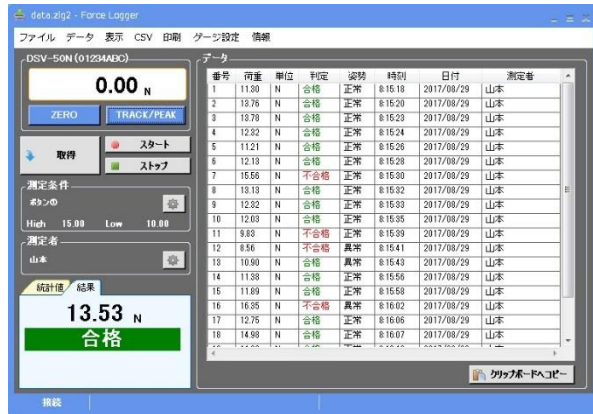 data.zlg2 - Force Logger
ファイル データ 表示 CSV 印刷 ゲージ設定 情報
DSV-50N (01234ABC)
0.00 N
ZERO TRACK/PEAK
取得
スタート
ストップ
測定条件
ボタンの
High 15.00 Low 10.00
測定者
山本
統計値 結果
13.53 N
合格
データ
番号 荷重 単位 判定 姿勢 時刻 日付 測定者
1 11.30 N 合格 正常 8:15:18 2017/08/29 山本
2 13.76 N 合格 正常 8:15:20 2017/08/29 山本
3 13.78 N 合格 正常 8:15:23 2017/08/29 山本
4 12.32 N 合格 正常 8:15:24 2017/08/29 山本
5 11.21 N 合格 正常 8:15:26 2017/08/29 山本
6 12.13 N 合格 正常 8:15:28 2017/08/29 山本
7 15.56 N 不合格 正常 8:15:30 2017/08/29 山本
8 13.13 N 合格 正常 8:15:32 2017/08/29 山本
9 12.32 N 合格 正常 8:15:33 2017/08/29 山本
10 12.03 N 合格 正常 8:15:35 2017/08/29 山本
11 9.83 N 不合格 正常 8:15:39 2017/08/29 山本
12 8.56 N 不合格 異常 8:15:41 2017/08/29 山本
13 10.90 N 合格 異常 8:15:43 2017/08/29 山本
14 11.38 N 合格 正常 8:15:56 2017/08/29 山本
15 11.89 N 合格 正常 8:15:58 2017/08/29 山本
16 16.35 N 不合格 異常 8:16:02 2017/08/29 山本
17 12.75 N 合格 正常 8:16:06 2017/08/29 山本
18 14.98 N 合格 正常 8:16:07 2017/08/29 山本
クリップボードへコピー
接続